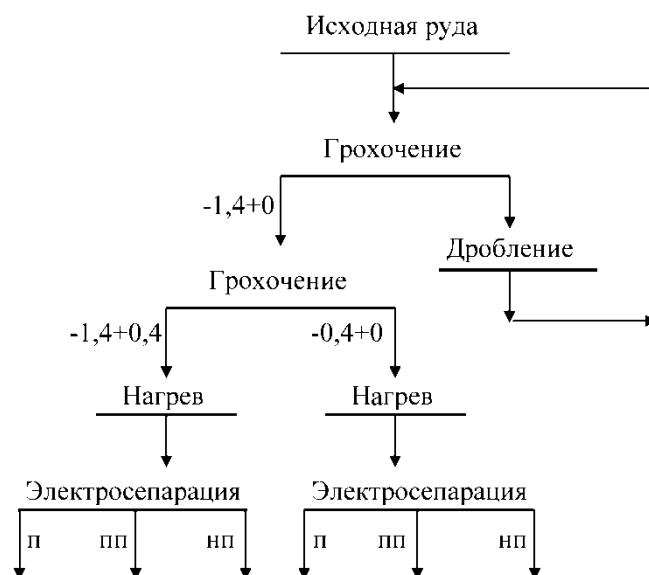 Исходная руда
Грохочение
-1,4+0
Дробление
Грохочение
-1,4+0,4
-0,4+0
Нагрев
Нагрев
Электросепарация
Электросепарация
п
пп
нп
п
пп
нп